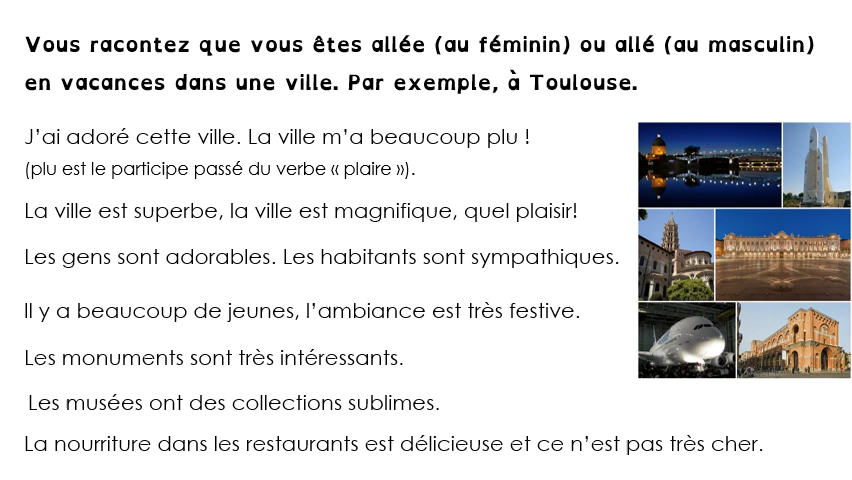 Vous racontez que vous êtes allée (au féminin) ou allé (au masculin)
en vacances dans une ville. Par exemple, à Toulouse.
J'ai adoré cette ville. La ville m'a beaucoup plu !
(plu est le participe passé du verbe « plaire »).
La ville est superbe, la ville est magnifique, quel plaisir!
Les gens sont adorables. Les habitants sont sympathiques.
Il y a beaucoup de jeunes, l'ambiance est très festive.
Les monuments sont très intéressants.
Les musées ont des collections sublimes.
La nourriture dans les restaurants est délicieuse et ce n'est pas très cher.